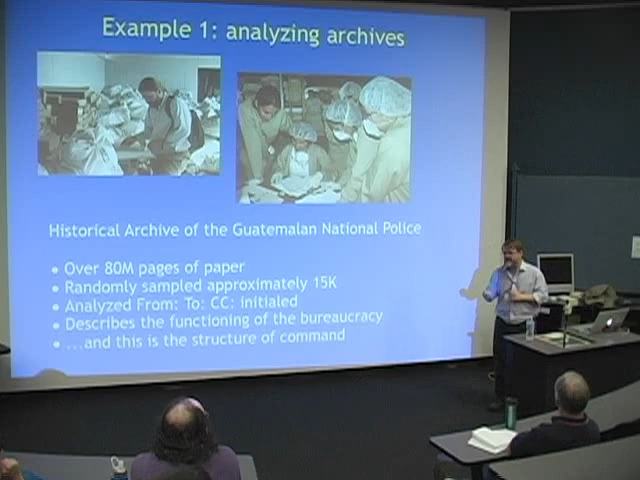 Example 1: analyzing archives
Historical Archive of the Guatemalan National Police
• Over 80M pages of paper
• Randomly sampled approximately 15K
• Analyzed From: To: CC: initialed
• Describes the functioning of the bureaucracy
• ...and this is the structure of command